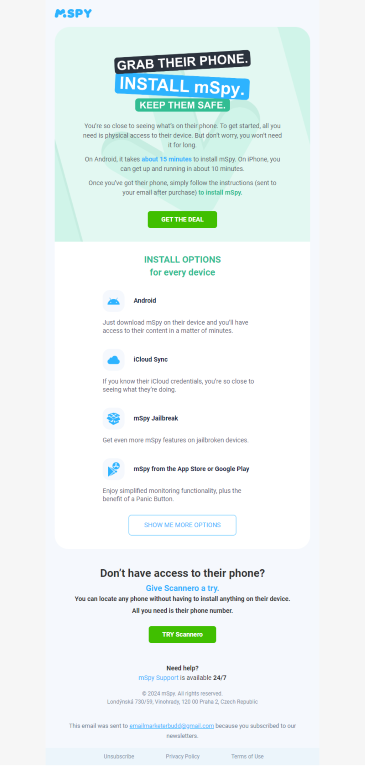 mSPY
GRAB THEIR PHONE.
INSTALL mSpy.
KEEP THEM SAFE.
You're so close to seeing what's on their phone. To get started, all you
need is physical access to their device. But don't worry, you won't need
it for long.
On Android, it takes about 15 minutes to install mSpy. On iPhone, you
can get up and running in about 10 minutes.
Once you've got their phone, simply follow the instructions (sent to
your email after purchase) to install mSpy.
GET THE DEAL
INSTALL OPTIONS
for every device
Android
Just download mSpy on their device and you'll have
access to their content in a matter of minutes.
iCloud Sync
If you know their iCloud credentials, you're so close to
seeing what they're doing.
mSpy Jailbreak
Get even more mSpy features on jailbroken devices.
mSpy from the App Store or Google Play
Enjoy simplified monitoring functionality, plus the
benefit of a Panic Button.
SHOW ME MORE OPTIONS
Don't have access to their phone?
Give Scannero a try.
You can locate any phone without having to install anything on their device.
All you need is their phone number.
TRY Scannero
Need help?
mSpy Support is available 24/7
© 2024 mSpy. All rights reserved.
Londýnská 730/59, Vinohrady, 120 00 Praha 2, Czech Republic
This email was sent to emailmarketerbudd@gmail.com because you subscribed to our
newsletters.
Unsubscribe Privacy Policy Terms of Use